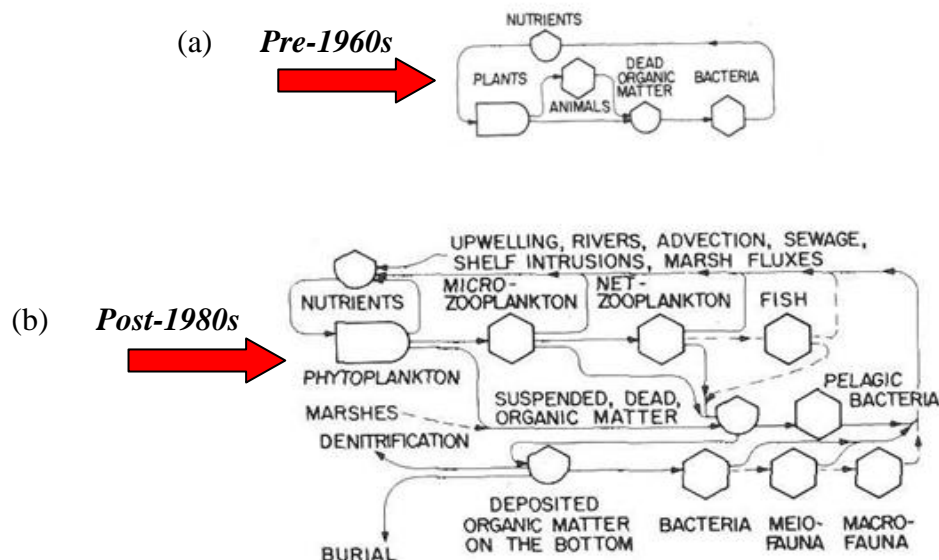 (a) Pre-1960s
NUTRIENTS
PLANTS
ANIMALS
DEAD
ORGANIC
MATTER
BACTERIA
(b) Post-1980s
UPWELLING, RIVERS, ADVECTION, SEWAGE,
SHELF INTRUSIONS, MARSH FLUXES
NUTRIENTS
MICRO-
ZOOPLANKTON
NET-
ZOOPLANKTON
FISH
PHYTOPLANKTON
SUSPENDED, DEAD,
ORGANIC MATTER
PELAGIC
BACTERIA
MARSHES
DENITRIFICATION
DEPOSITED
ORGANIC MATTER
ON THE BOTTOM
BACTERIA
MEIO-
FAUNA
MACRO-
FAUNA
BURIAL